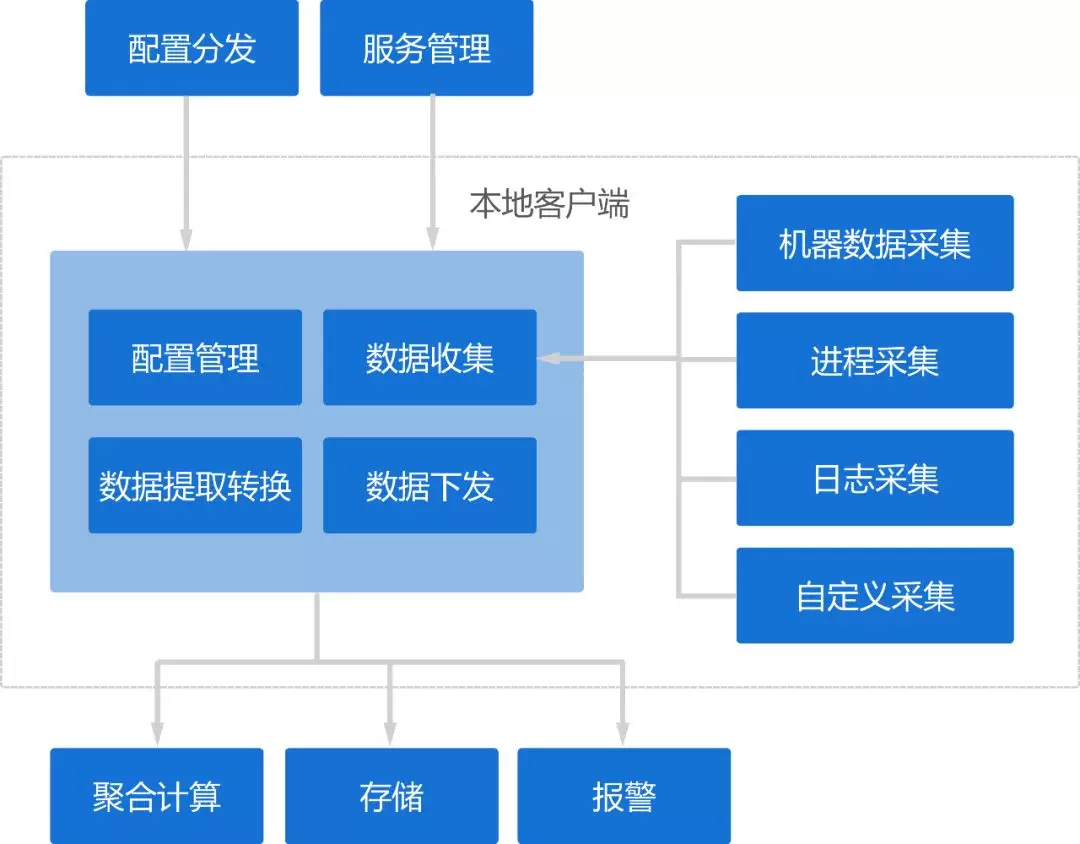 配置分发
服务管理
本地客户端
机器数据采集
配置管理
数据收集
进程采集
数据提取转换
数据下发
日志采集
自定义采集
聚合计算
存储
报警